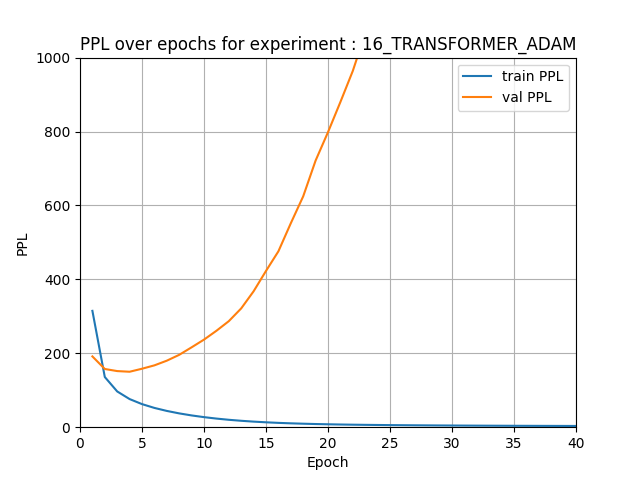 PPL over epochs for experiment : 16_TRANSFORMER_ADAM
1000
800
600
400
200
0
PPL
train PPL
val PPL
0 5 10 15 20 25 30 35 40
Epoch